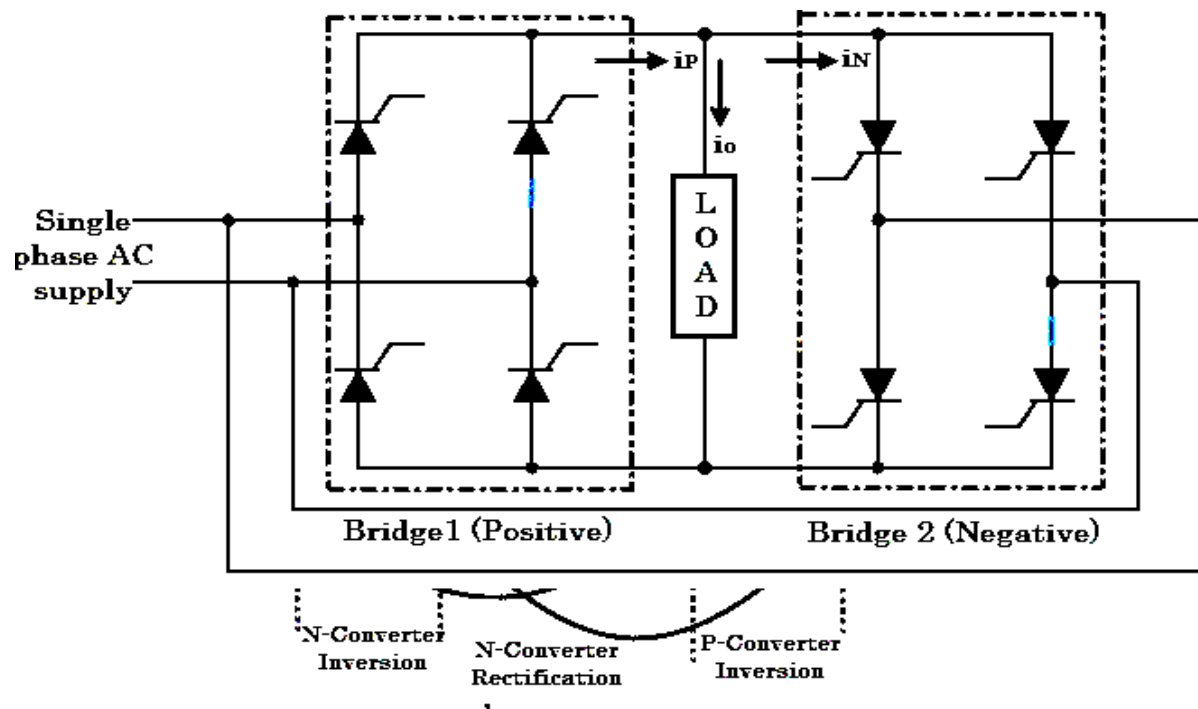 iP
iN
io
L
O
A
D
Single
phase AC
supply
Bridge1 (Positive)
Bridge 2 (Negative)
N-Converter
Inversion
N-Converter
Rectification
P-Converter
Inversion